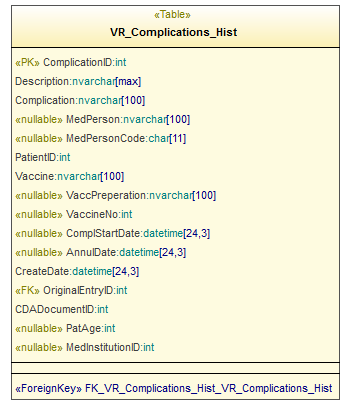 «Table»
VR_Complications_Hist
«PK» ComplicationID:int
Description:nvarchar[max]
Complication:nvarchar[100]
«nullable» MedPerson:nvarchar[100]
«nullable» MedPersonCode:char[11]
PatientID:int
Vaccine:nvarchar[100]
«nullable» VaccPreperation:nvarchar[100]
«nullable» VaccineNo:int
«nullable» ComplStartDate:datetime[24,3]
«nullable» AnnulDate:datetime[24,3]
CreateDate:datetime[24,3]
«FK» OriginalEntryID:int
CDADocumentID:int
«nullable» PatAge:int
«nullable» MedInstitutionID:int
«ForeignKey» FK_VR_Complications_Hist_VR_Complications_Hist